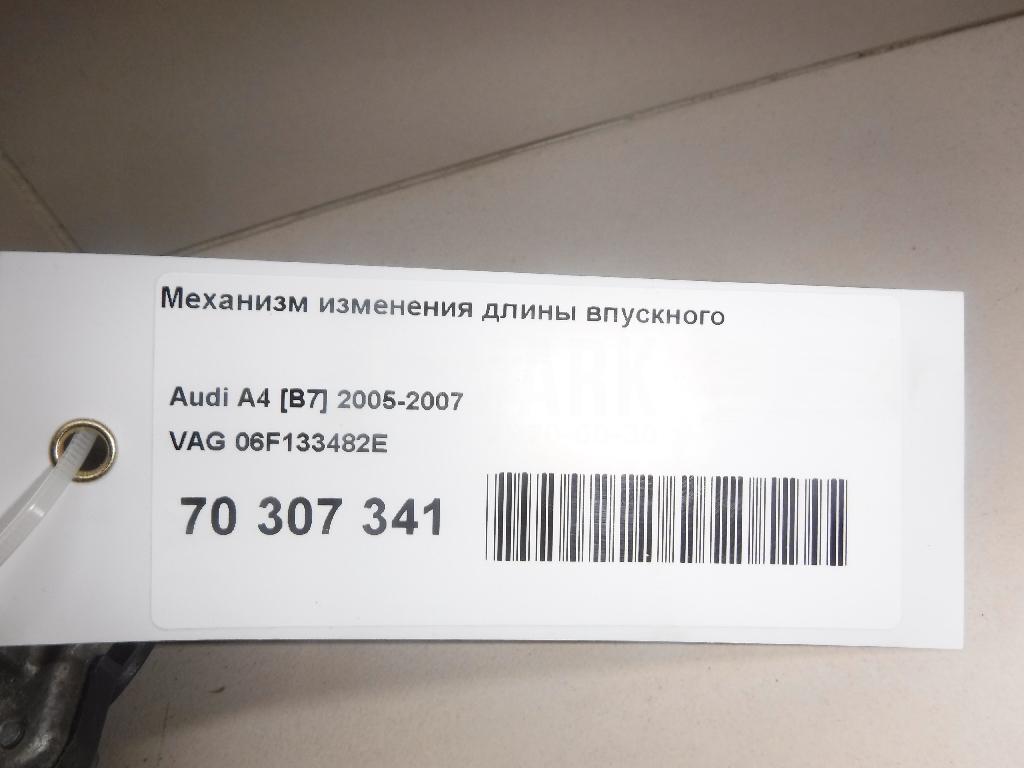 Механизм изменения длины впускного
Audi A4 [B7] 2005-2007
VAG 06F133482E
70 307 341